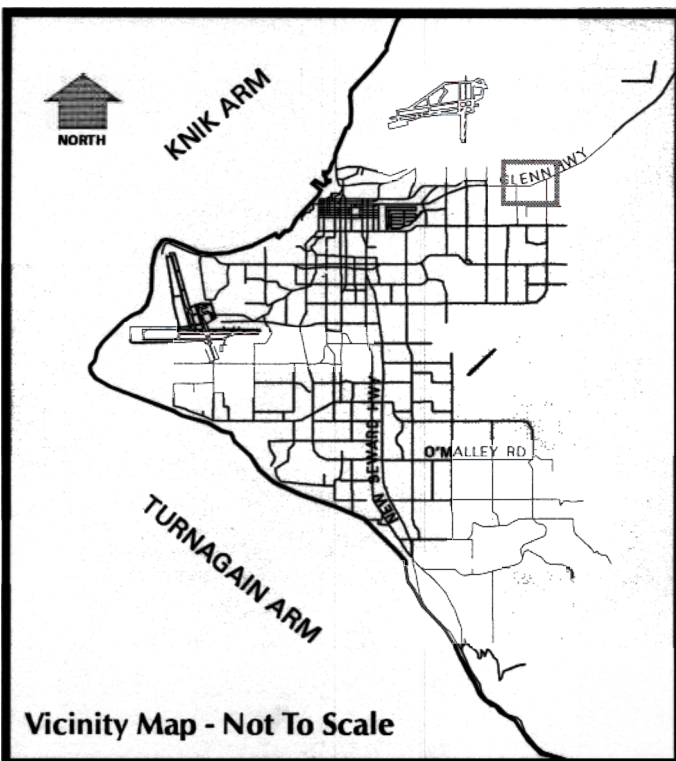 KNIK ARM
NORTH
GLENN HWY
NEW SEWARD HWY
O'MALLEY RD
TURNAGAIN ARM
Vicinity Map - Not To Scale